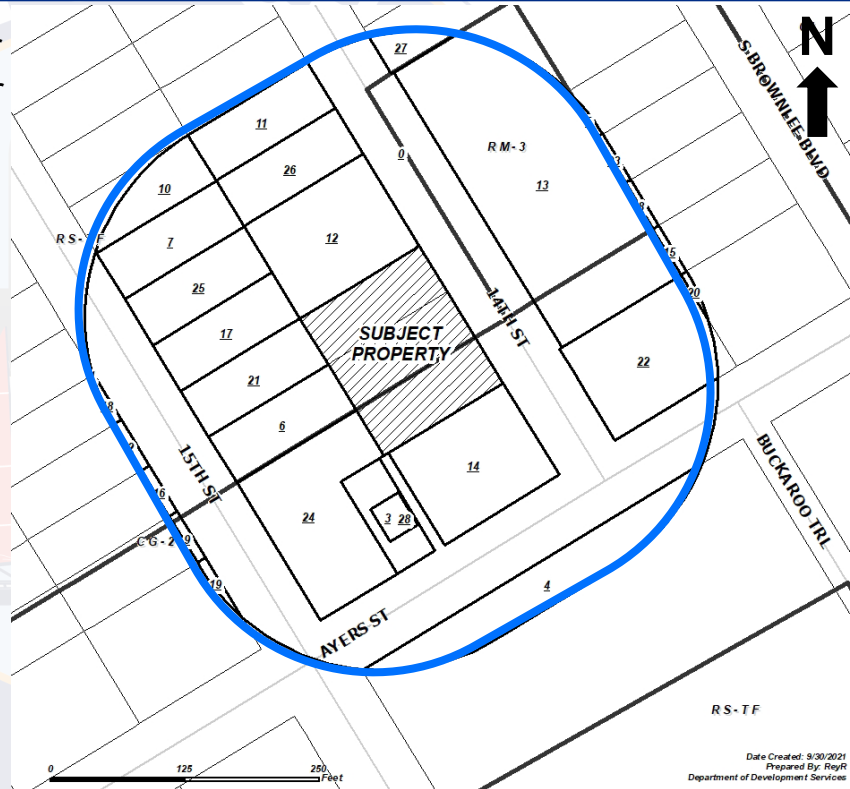 N
S BROWNLEE BLVD
27
0
RM-3
11
26
10
13
7
RS-TF
12
25
15
20
14TH ST
17
SUBJECT
PROPERTY
22
21
6
15TH ST
14
BUCKAROO TRL
16
24
3
28
CG-2
19
4
AYERS ST
RS-TF
0
125
250
Feet
Date Created: 9/30/2021
Prepared By: ReyR
Department of Development Services